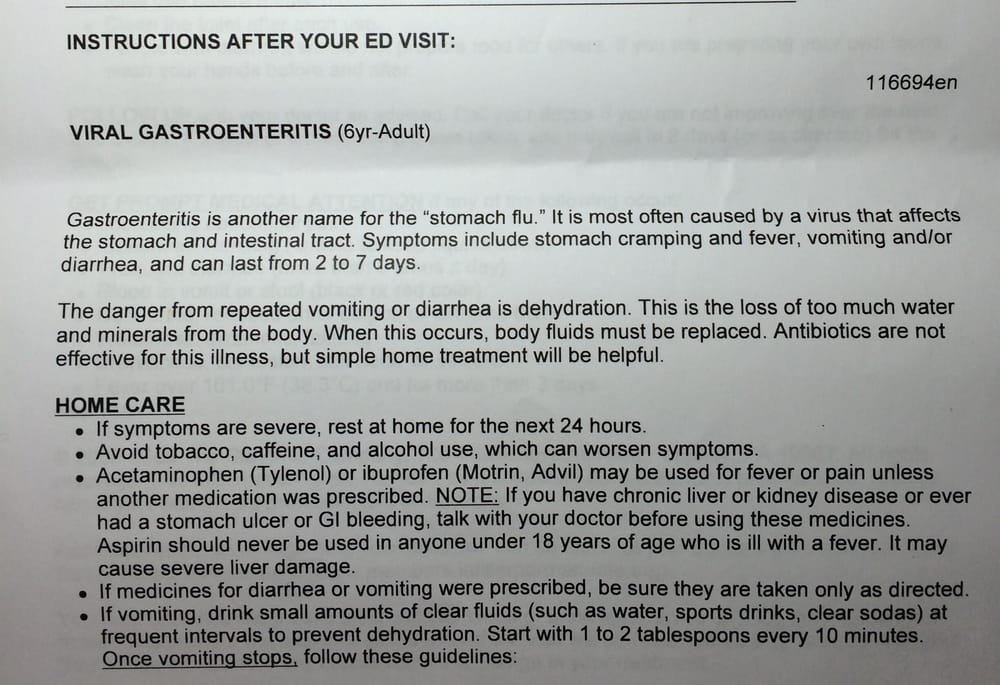 INSTRUCTIONS AFTER YOUR ED VISIT:
116694en
VIRAL GASTROENTERITIS (6yr-Adult)
Gastroenteritis is another name for the “stomach flu.” It is most often caused by a virus that affects
the stomach and intestinal tract. Symptoms include stomach cramping and fever, vomiting and/or
diarrhea, and can last from 2 to 7 days.
The danger from repeated vomiting or diarrhea is dehydration. This is the loss of too much water
and minerals from the body. When this occurs, body fluids must be replaced. Antibiotics are not
effective for this illness, but simple home treatment will be helpful.
HOME CARE
• If symptoms are severe, rest at home for the next 24 hours.
• Avoid tobacco, caffeine, and alcohol use, which can worsen symptoms.
• Acetaminophen (Tylenol) or ibuprofen (Motrin, Advil) may be used for fever or pain unless
another medication was prescribed. NOTE: If you have chronic liver or kidney disease or ever
had a stomach ulcer or GI bleeding, talk with your doctor before using these medicines.
Aspirin should never be used in anyone under 18 years of age who is ill with a fever. It may
cause severe liver damage.
• If medicines for diarrhea or vomiting were prescribed, be sure they are taken only as directed.
• If vomiting, drink small amounts of clear fluids (such as water, sports drinks, clear sodas) at
frequent intervals to prevent dehydration. Start with 1 to 2 tablespoons every 10 minutes.
Once vomiting stops, follow these guidelines: